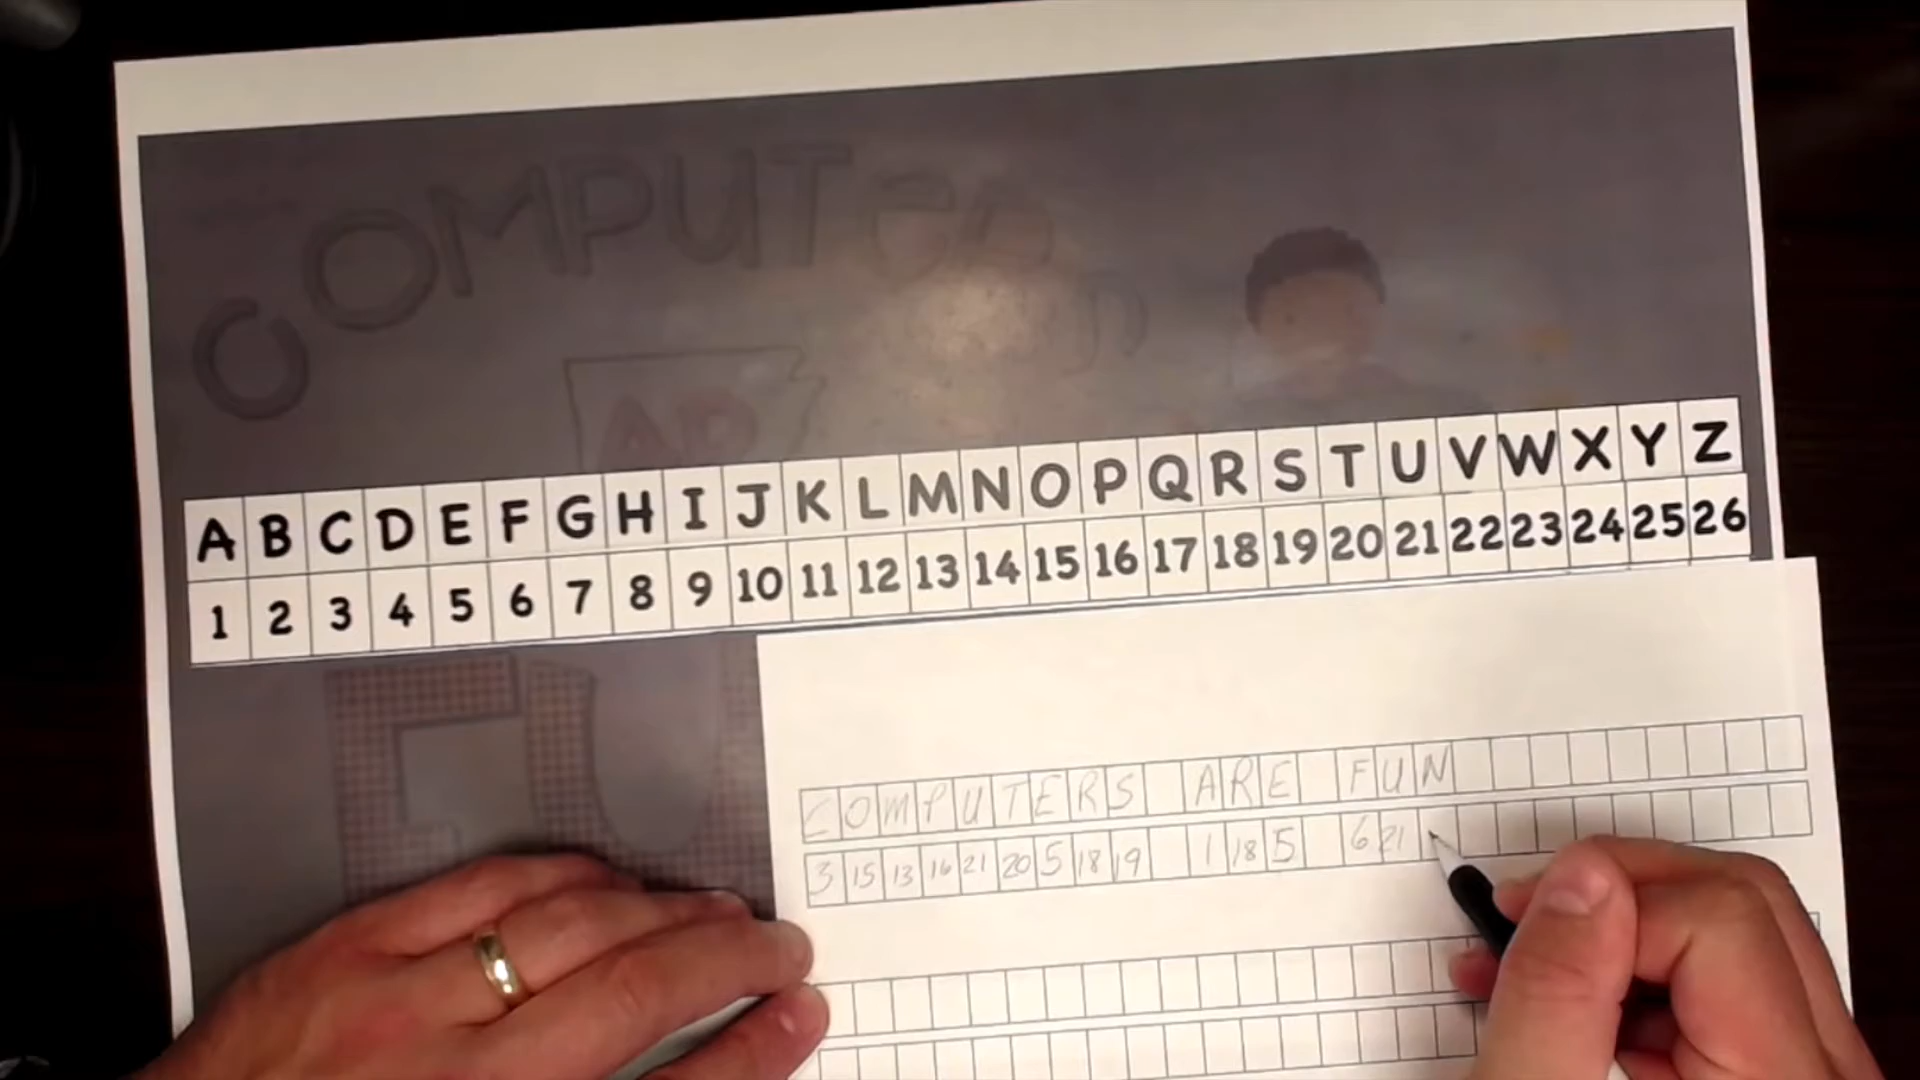 COMPUTER
AP
A B C D E F G H I J K L M N O P Q R S T U V W X Y Z
1 2 3 4 5 6 7 8 9 10 11 12 13 14 15 16 17 18 19 20 21 22 23 24 25 26
COMPUTERS ARE FUN
3 15 13 16 21 20 5 18 19 1 18 5 6 21